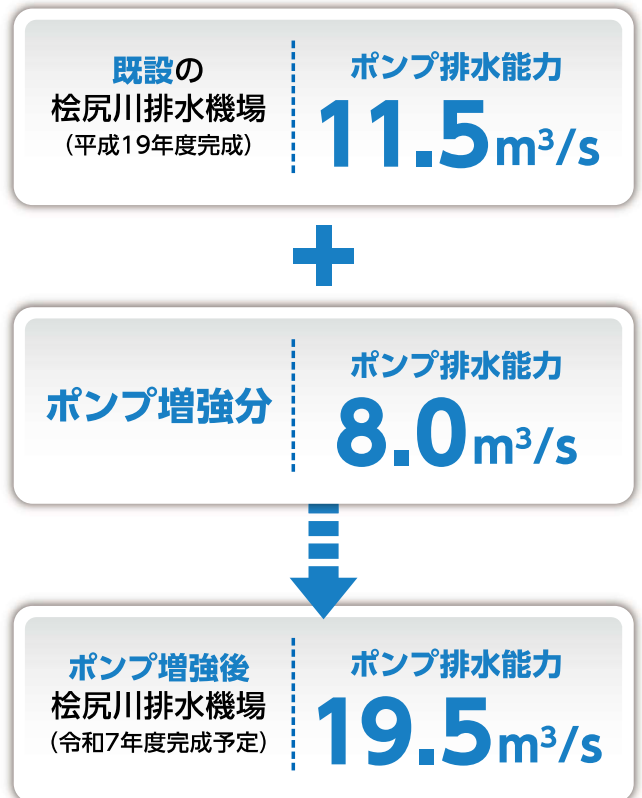 既設の
桧尻川排水機場
（平成19年度完成）
ポンプ排水能力
11.5m³/s
+
ポンプ増強分
ポンプ排水能力
8.0m³/s
ポンプ増強後
桧尻川排水機場
（令和7年度完成予定）
ポンプ排水能力
19.5m³/s